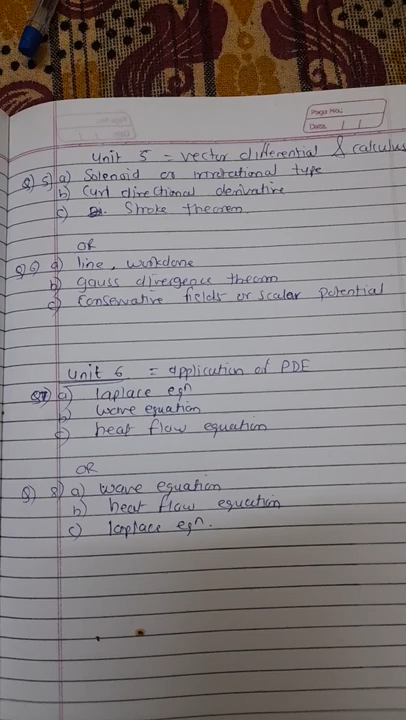 Page No.:
Date: / /
Unit 5 = vector differential & calculus
Q) 5) a) Solenoid or irrotational type
b) Curl directional derivative
c) Stroke theorem
OR
Q6) a) line, workdone
b) gauss divergence theorm
c) Conservative fields or scalar potential
Unit 6 = application of PDE
Q7) a) laplace eqn
b) wave equation
c) heat flow equation
OR
Q) 8) a) wave equation
b) heat flow equation
c) laplace eqn.